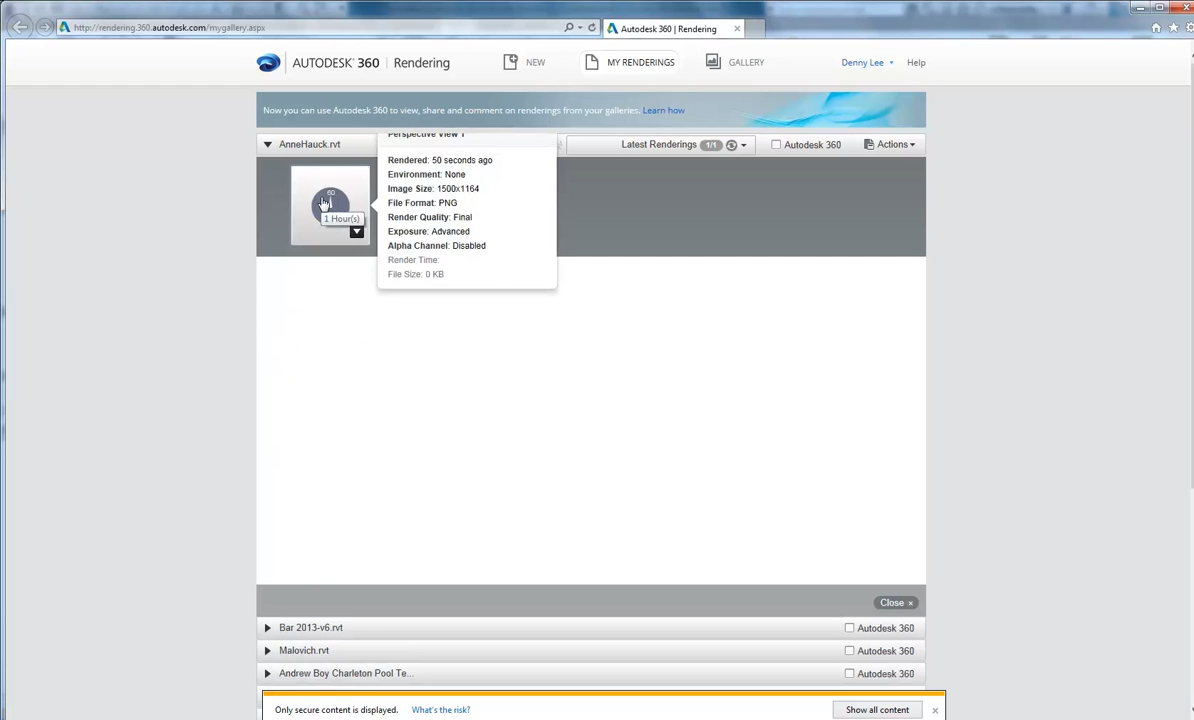 http://rendering.360.autodesk.com/mygallery.aspx
Autodesk 360 | Rendering
AUTODESK® 360 | Rendering
NEW
MY RENDERINGS
GALLERY
Denny Lee
Help
Now you can use Autodesk 360 to view, share and comment on renderings from your galleries. Learn how
AnneHauck.rvt
Latest Renderings 1/1
Autodesk 360
Actions
Perspective View 1
Rendered: 50 seconds ago
Environment: None
Image Size: 1500x1164
File Format: PNG
Render Quality: Final
Exposure: Advanced
Alpha Channel: Disabled
Render Time:
File Size: 0 KB
60
1 Hour(s)
Close ×
Bar 2013-v6.rvt
Autodesk 360
Malovich.rvt
Autodesk 360
Andrew Boy Charleton Pool Te...
Autodesk 360
Only secure content is displayed.
What's the risk?
Show all content